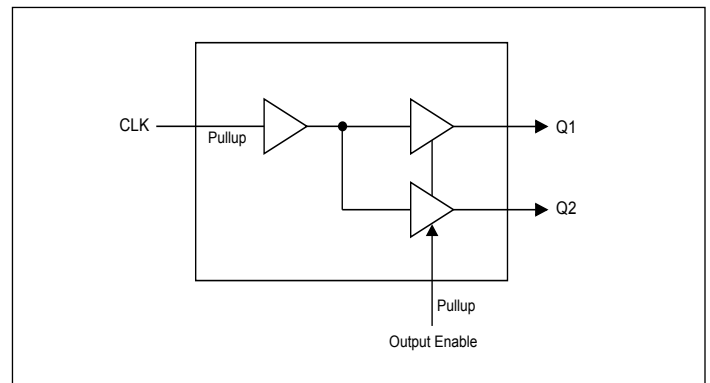 CLK
Pullup
Q1
Q2
Pullup
Output Enable